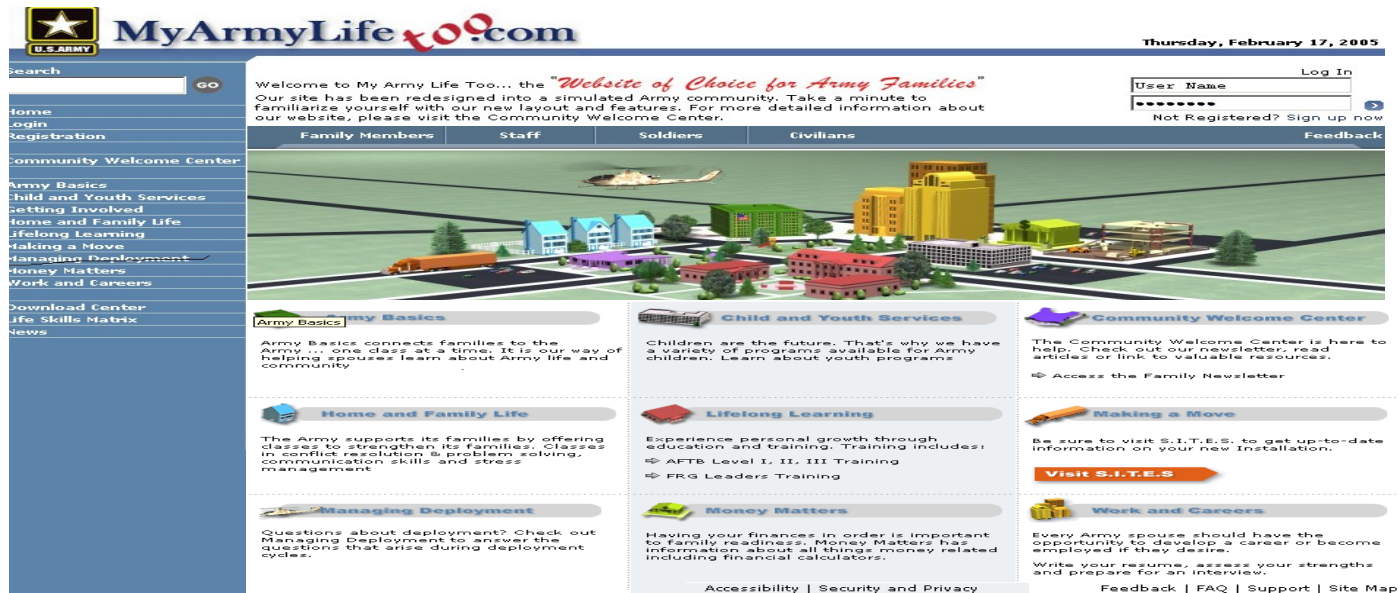 U.S.ARMY
MyArmyLife too.com
Thursday, February 17, 2005
Search
GO
Home
Login
Registration
Community Welcome Center
Army Basics
Child and Youth Services
Getting Involved
Home and Family Life
Lifelong Learning
Making a Move
Managing Deployment
Money Matters
Work and Careers
Download Center
Life Skills Matrix
News
Welcome to My Army Life Too... the "Website of Choice for Army Families"
Our site has been redesigned into a simulated Army community. Take a minute to
familiarize yourself with our new layout and features. For more detailed information about
our website, please visit the Community Welcome Center.
Log In
User Name
Not Registered? Sign up now
Family Members Staff Soldiers Civilians Feedback
Army Basics
Army Basics
Army Basics connects families to the
Army ... one class at a time. It is our way of
helping spouses learn about Army life and
community
Child and Youth Services
Children are the future. That's why we have
a variety of programs available for Army
children. Learn about youth programs
Community Welcome Center
The Community Welcome Center is here to
help. Check out our newsletter, read
articles or link to valuable resources.
Access the Family Newsletter
Home and Family Life
The Army supports its families by offering
classes to strengthen its families. Classes
in conflict resolution & problem solving,
communication skills and stress
management
Lifelong Learning
Experience personal growth through
education and training. Training includes:
AFTB Level I, II, III Training
FRG Leaders Training
Making a Move
Be sure to visit S.I.T.E.S. to get up-to-date
information on your new Installation.
Visit S.I.T.E.S
Managing Deployment
Questions about deployment? Check out
Managing Deployment to answer the
questions that arise during deployment
cycles.
Money Matters
Having your finances in order is important
to family readiness. Money Matters has
information about all things money related
including financial calculators.
Work and Careers
Every Army spouse should have the
opportunity to develop a career or become
employed if they desire.
Write your resume, assess your strengths
and prepare for an interview.
Accessibility | Security and Privacy
Feedback | FAQ | Support | Site Map